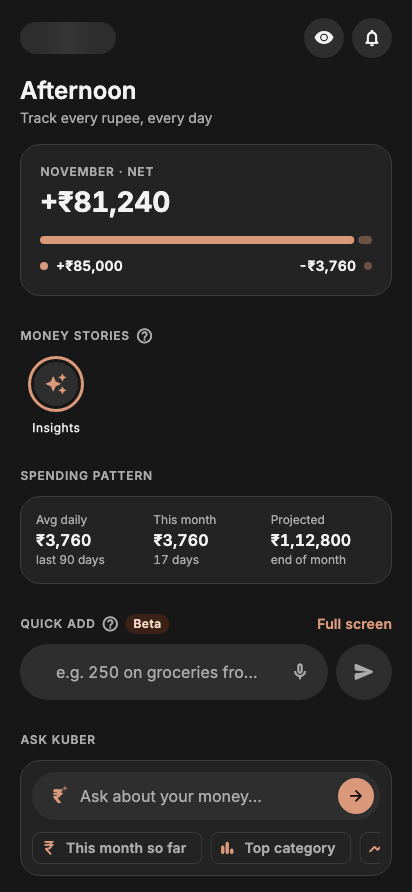 Afternoon
Track every rupee, every day
NOVEMBER · NET
+₹81,240
+₹85,000
-₹3,760
MONEY STORIES
Insights
SPENDING PATTERN
Avg daily
₹3,760
last 90 days
This month
₹3,760
17 days
Projected
₹1,12,800
end of month
QUICK ADD
Beta
Full screen
e.g. 250 on groceries fro...
ASK KUBER
Ask about your money...
This month so far
Top category